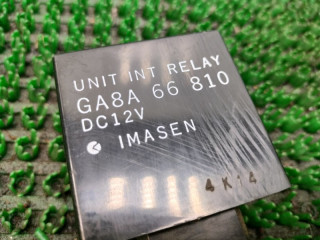 UNIT INT RELAY
GA8A 66 810
DC12V
IMASEN
4K.4